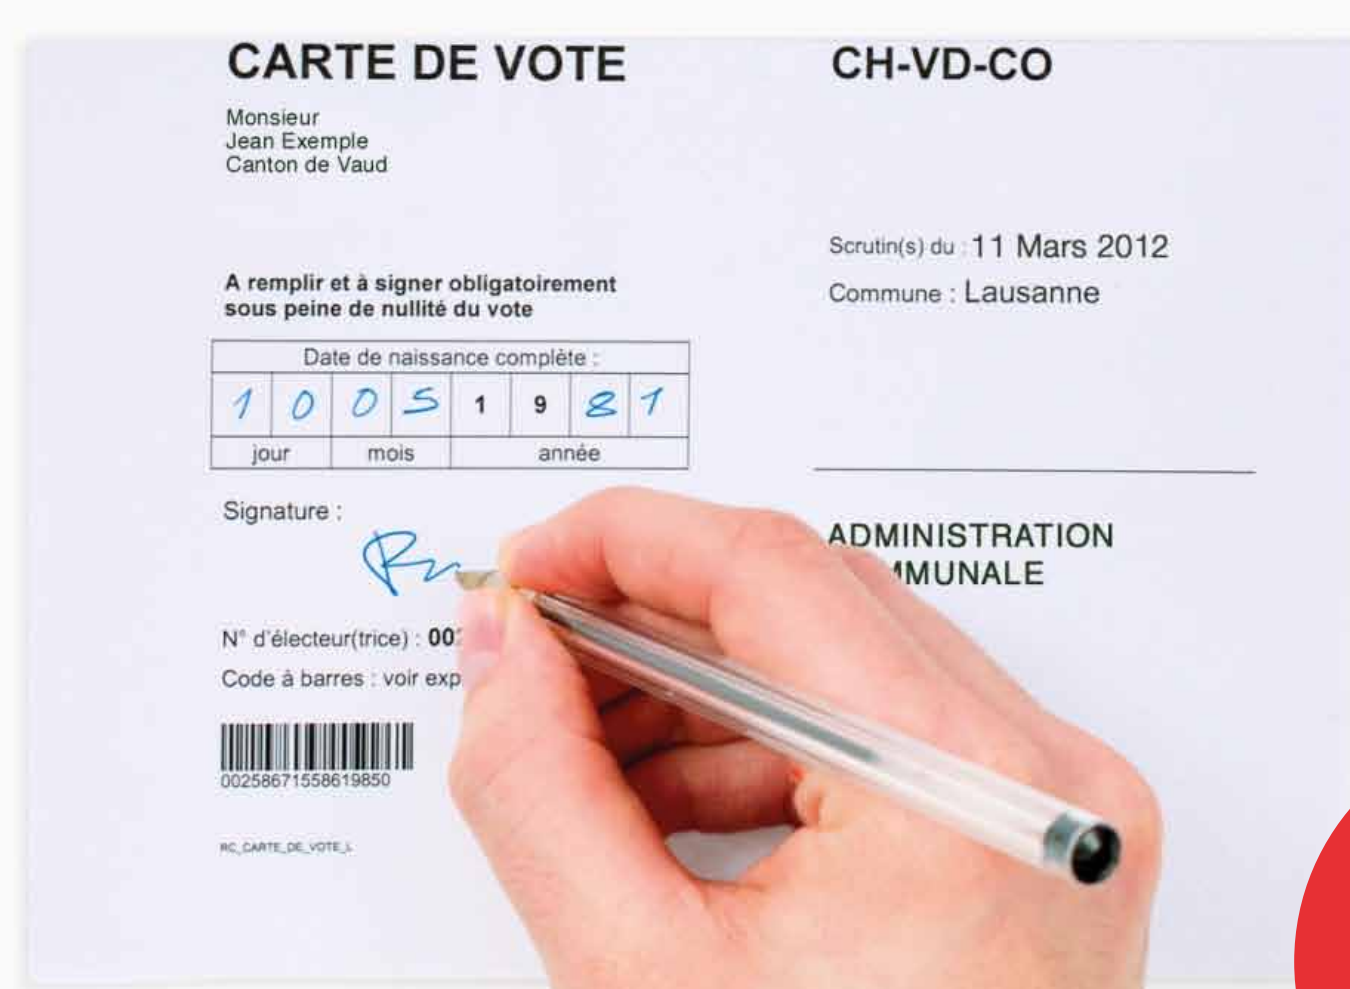 CARTE DE VOTE
CH-VD-CO
Monsieur
Jean Exemple
Canton de Vaud
Scrutin(s) du : 11 Mars 2012
Commune : Lausanne
A remplir et à signer obligatoirement
sous peine de nullité du vote
Date de naissance complète :
1 0 0 5 1 9 8 1
jour mois année
Signature :
ADMINISTRATION
N° d'électeur(trice) : 00
Code à barres : voir
00258671558619850
RC_CARTE_DE_VOTE_L